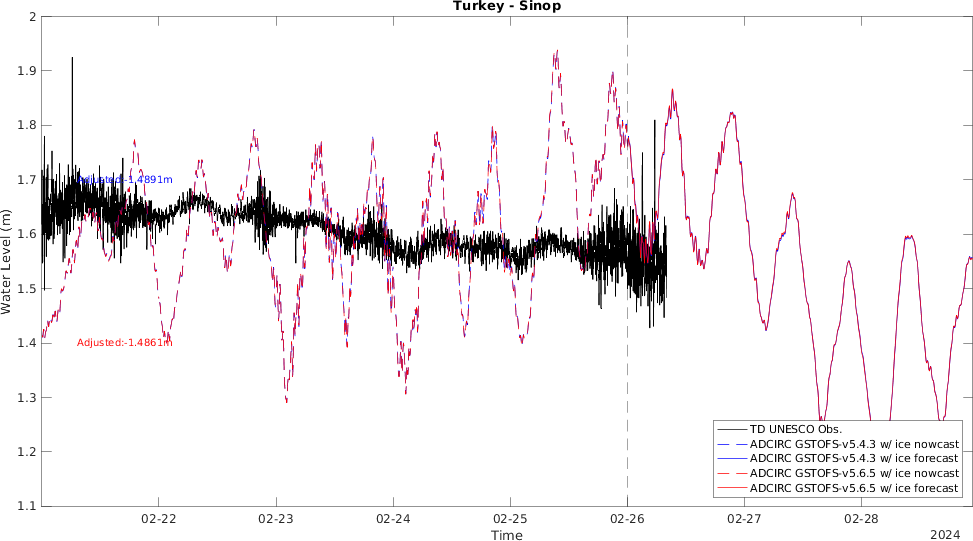 Turkey - Sinop
2
1.9
1.8
1.7
1.6
1.5
1.4
1.3
1.2
1.1
Water Level (m)
Adjusted:-1.4891m
Adjusted:-1.4861m
TD UNESCO Obs.
ADCIRC GSTOFS-v5.4.3 w/ ice nowcast
ADCIRC GSTOFS-v5.4.3 w/ ice forecast
ADCIRC GSTOFS-v5.6.5 w/ ice nowcast
ADCIRC GSTOFS-v5.6.5 w/ ice forecast
02-22 02-23 02-24 02-25 02-26 02-27 02-28
Time
2024